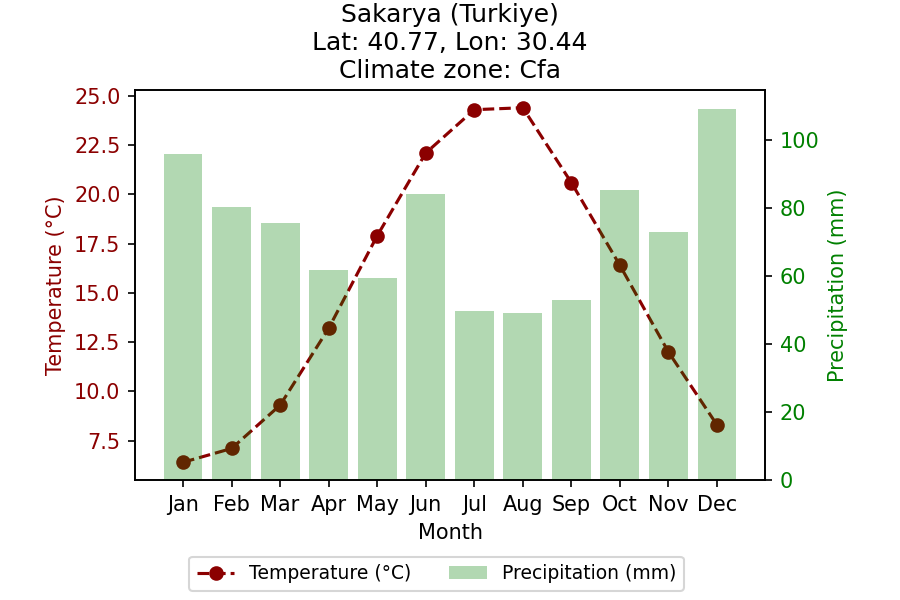 Sakarya (Turkiye)
Lat: 40.77, Lon: 30.44
Climate zone: Cfa
Temperature (°C)
25.0
22.5
20.0
17.5
15.0
12.5
10.0
7.5
Precipitation (mm)
100
80
60
40
20
0
Jan Feb Mar Apr May Jun Jul Aug Sep Oct Nov Dec
Month
Temperature (°C) Precipitation (mm)